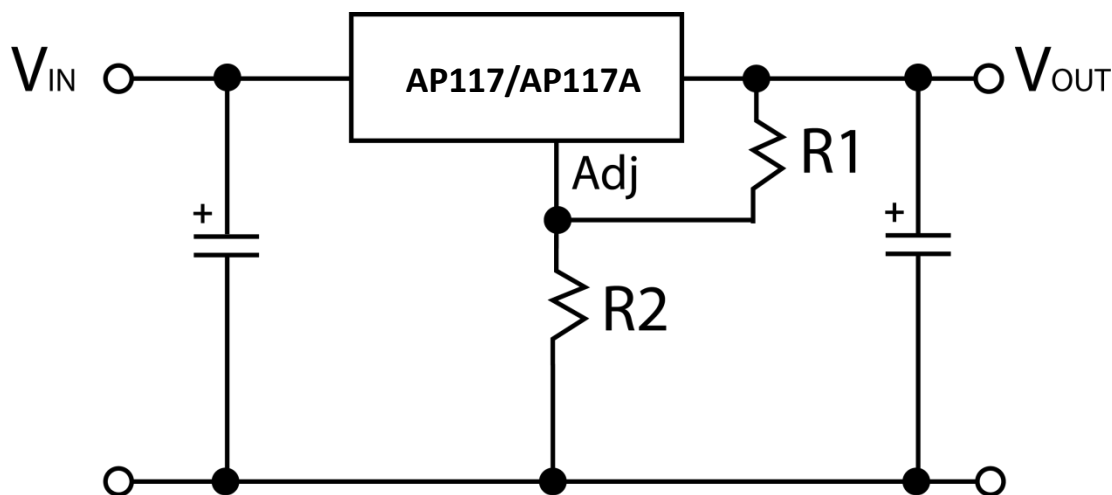 VIN
AP117/AP117A
VOUT
Adj
R1
+
+
R2